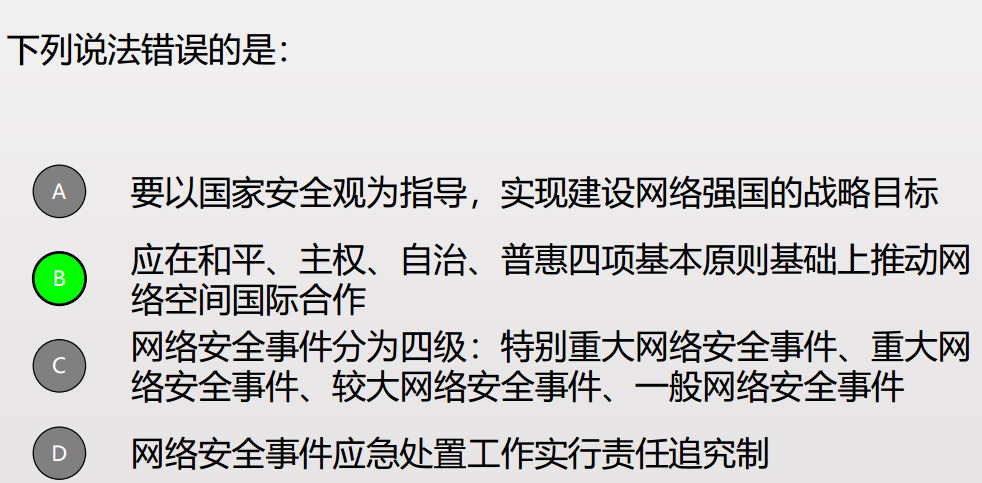 下列说法错误的是：
A 要以国家安全观为指导，实现建设网络强国的战略目标
B 应在和平、主权、自治、普惠四项基本原则基础上推动网
络空间国际合作
C 网络安全事件分为四级：特别重大网络安全事件、重大网
络安全事件、较大网络安全事件、一般网络安全事件
D 网络安全事件应急处置工作实行责任追究制